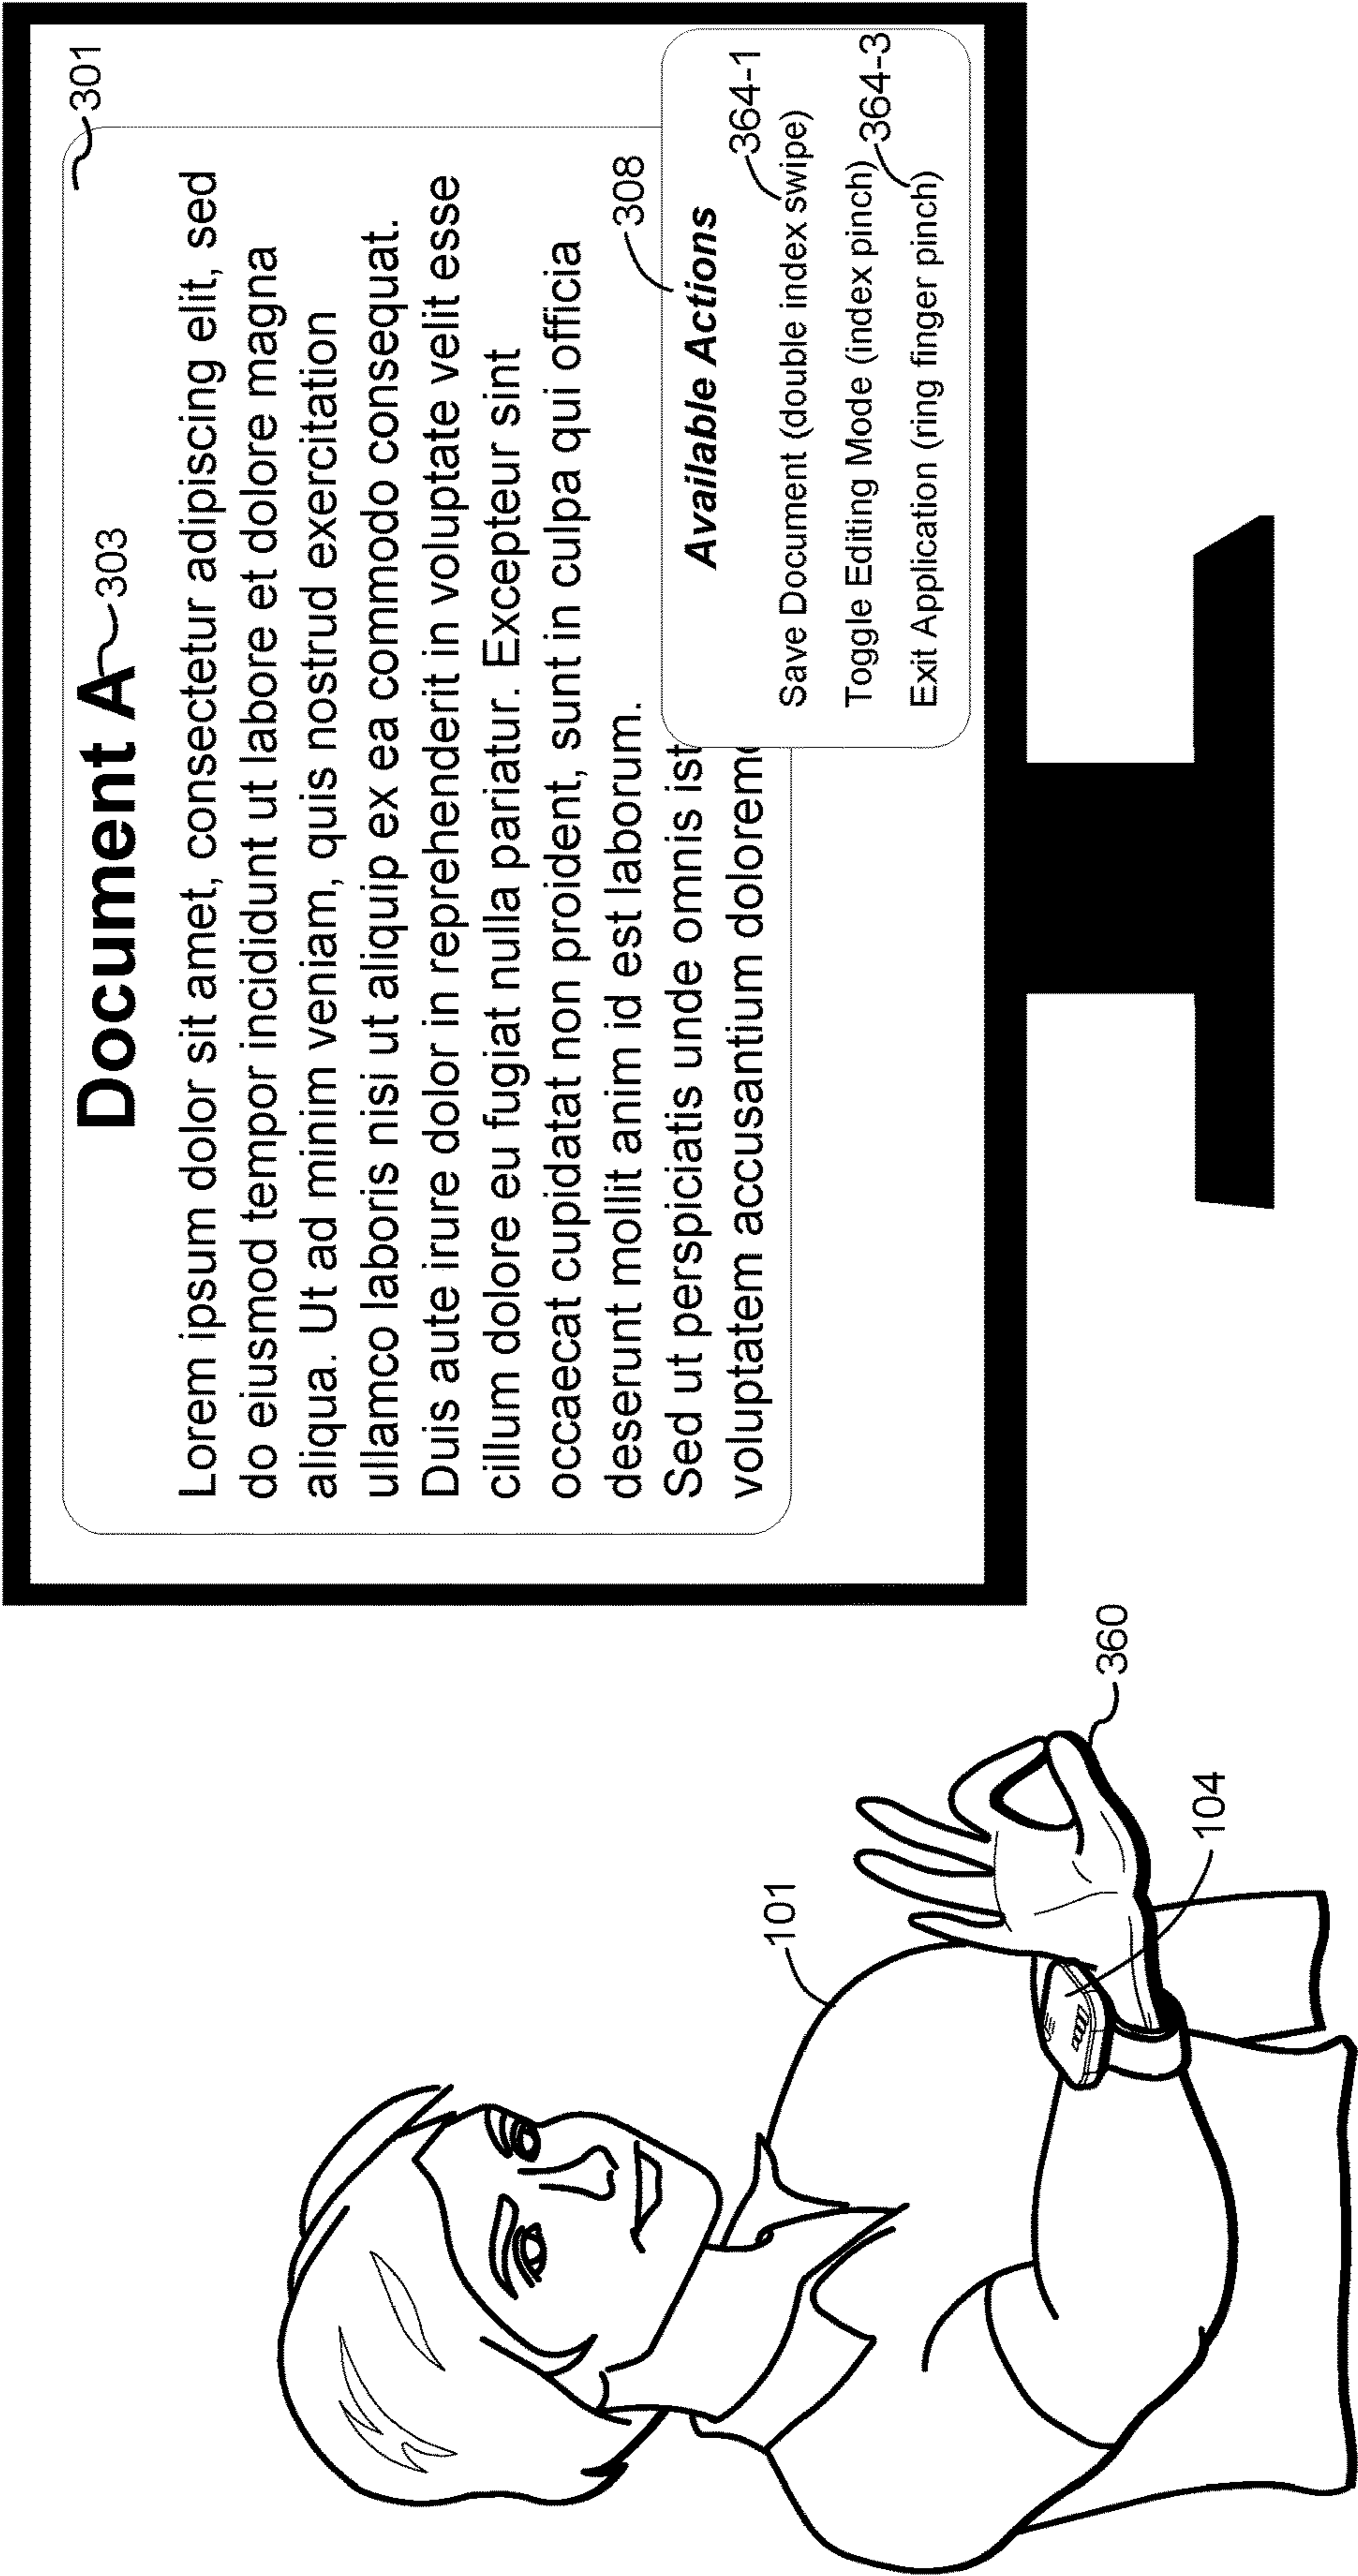 301
Document A
303
Lorem ipsum dolor sit amet, consectetur adipiscing elit, sed
do eiusmod tempor incididunt ut labore et dolore magna
aliqua. Ut ad minim veniam, quis nostrud exercitation
ullamco laboris nisi ut aliquip ex ea commodo consequat.
Duis aute irure dolor in reprehenderit in voluptate velit esse
cillum dolore eu fugiat nulla pariatur. Excepteur sint
occaecat cupidatat non proident, sunt in culpa qui officia
deserunt mollit anim id est laborum.
Sed ut perspiciatis unde omnis ist
voluptatem accusantium dolorem
308
Available Actions
364-1
Save Document (double index swipe)
Toggle Editing Mode (index pinch)
364-3
Exit Application (ring finger pinch)
101
360
104